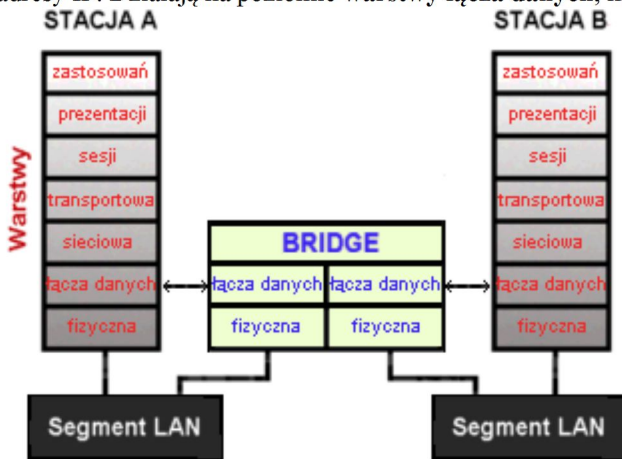 STACJA A
STACJA B
Warstwy
zastosowań
prezentacji
sesji
transportowa
sieciowa
łącza danych
fizyczna
BRIDGE
łącza danych
łącza danych
fizyczna
fizyczna
zastosowań
prezentacji
sesji
transportowa
sieciowa
łącza danych
fizyczna
Segment LAN
Segment LAN